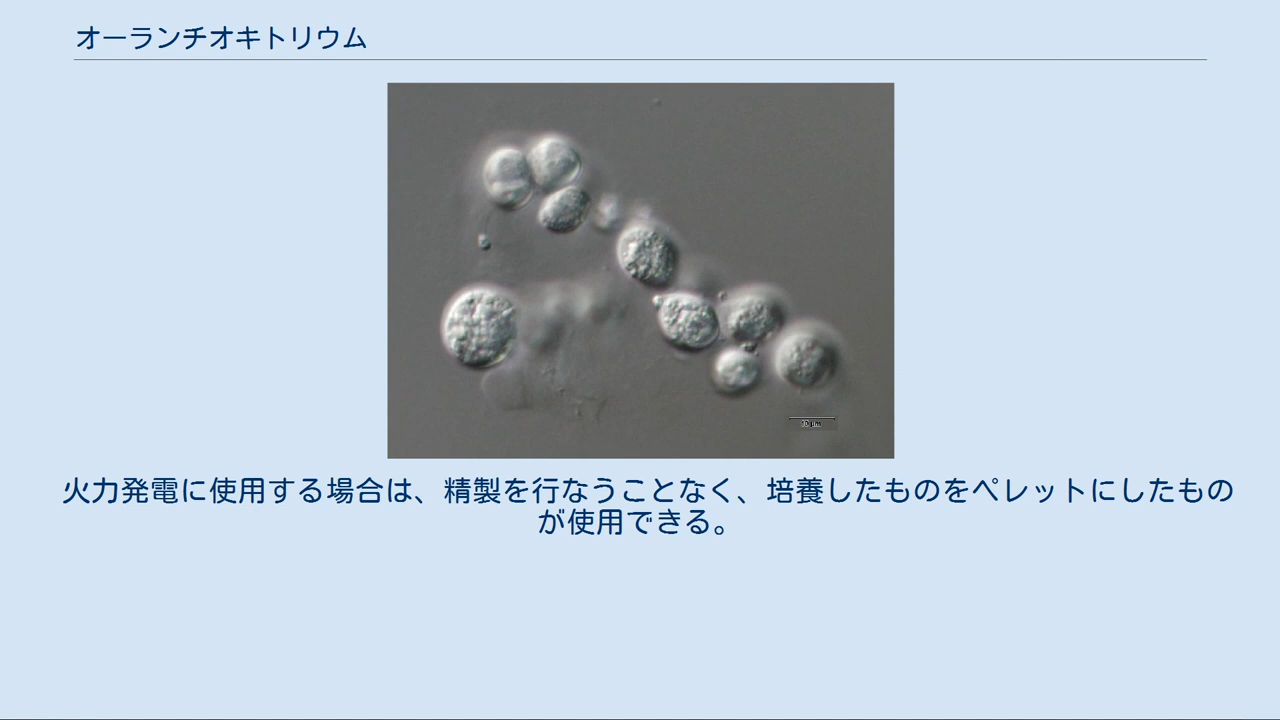 オーランチオキトリウム
10 µm
火力発電に使用する場合は、精製を行なうことなく、培養したものをペレットにしたもの
が使用できる。